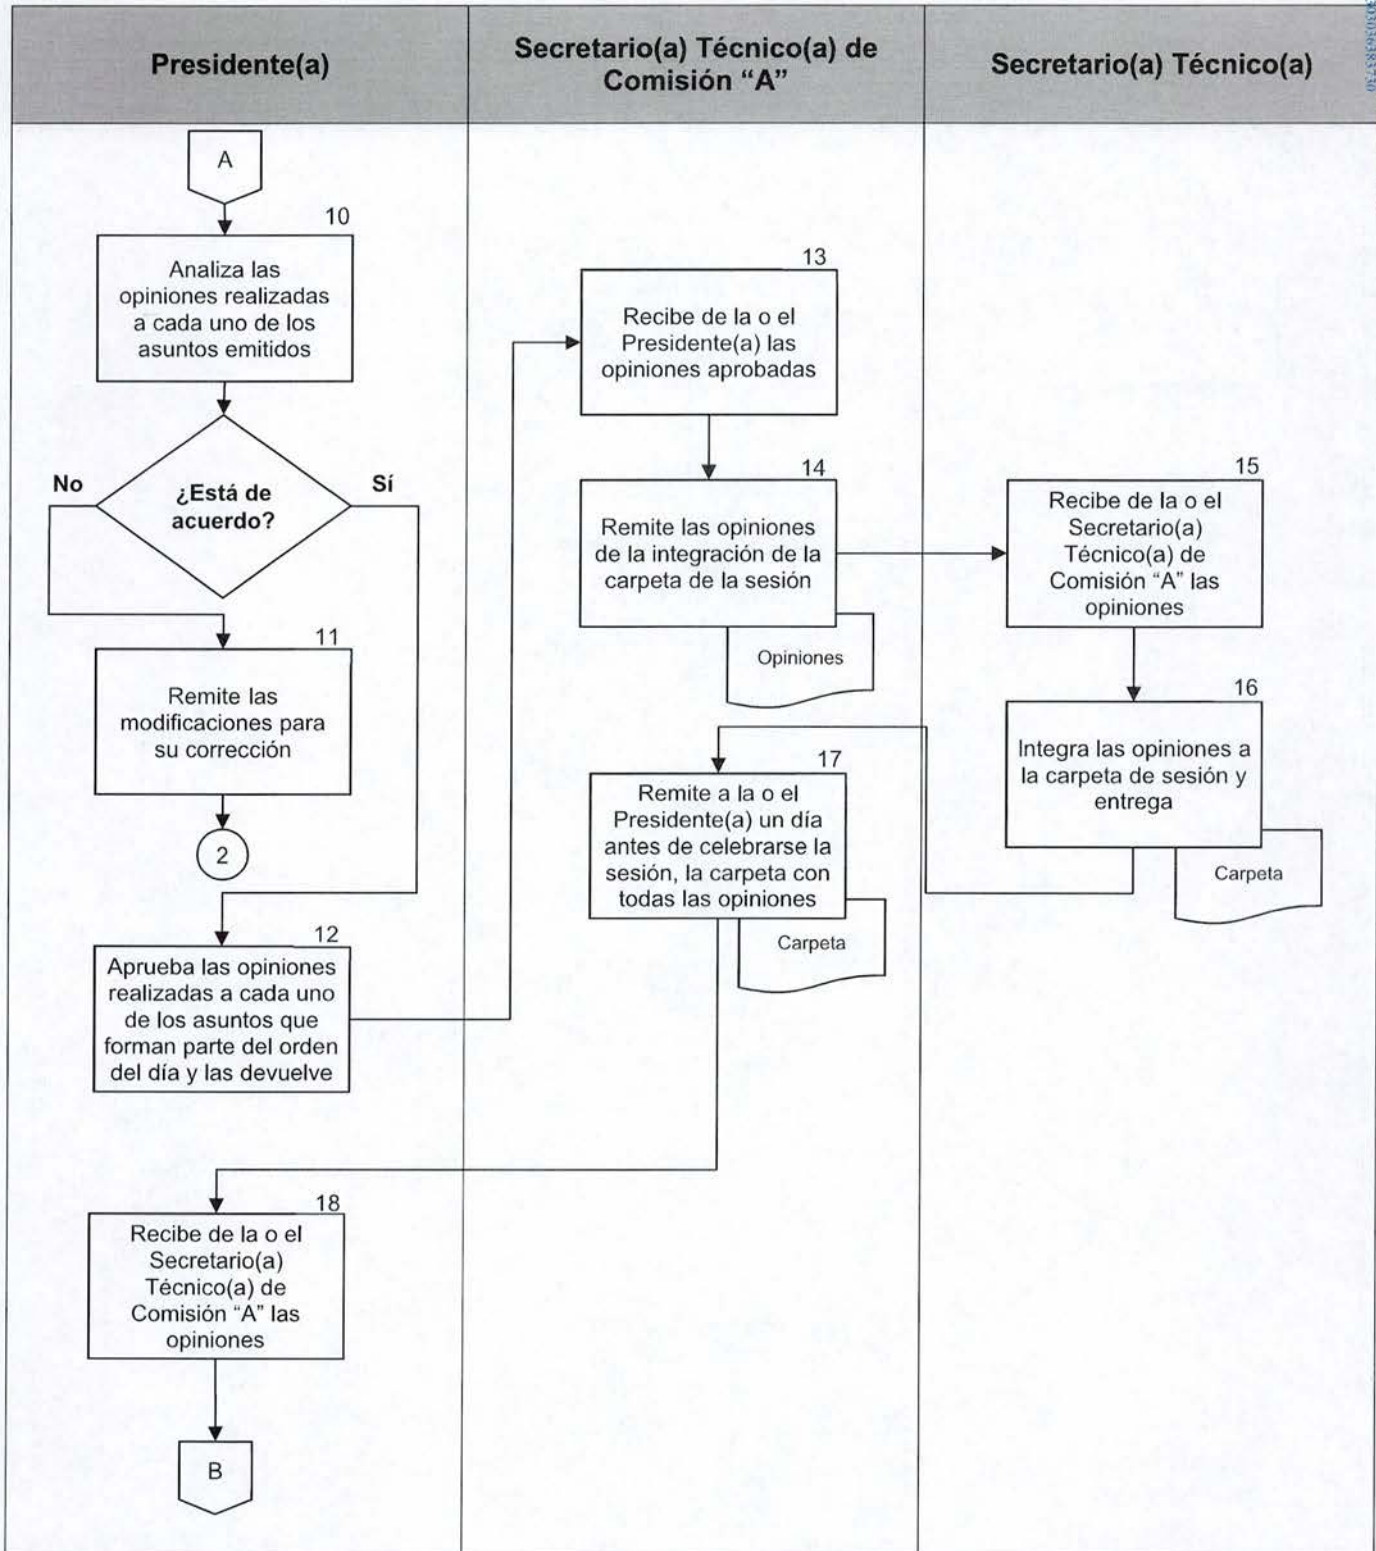 Presidente(a)
Secretario(a) Técnico(a) de
Comisión “A”
Secretario(a) Técnico(a)
A
10
Analiza las
opiniones realizadas
a cada uno de los
asuntos emitidos
No
¿Está de
acuerdo?
Sí
11
Remite las
modificaciones para
su corrección
2
12
Aprueba las opiniones
realizadas a cada uno
de los asuntos que
forman parte del orden
del día y las devuelve
13
Recibe de la o el
Presidente(a) las
opiniones aprobadas
14
Remite las opiniones
de la integración de la
carpeta de la sesión
Opiniones
15
Recibe de la o el
Secretario(a)
Técnico(a) de
Comisión “A” las
opiniones
16
Integra las opiniones a
la carpeta de sesión y
entrega
Carpeta
17
Remite a la o el
Presidente(a) un día
antes de celebrarse la
sesión, la carpeta con
todas las opiniones
Carpeta
18
Recibe de la o el
Secretario(a)
Técnico(a) de
Comisión “A” las
opiniones
B